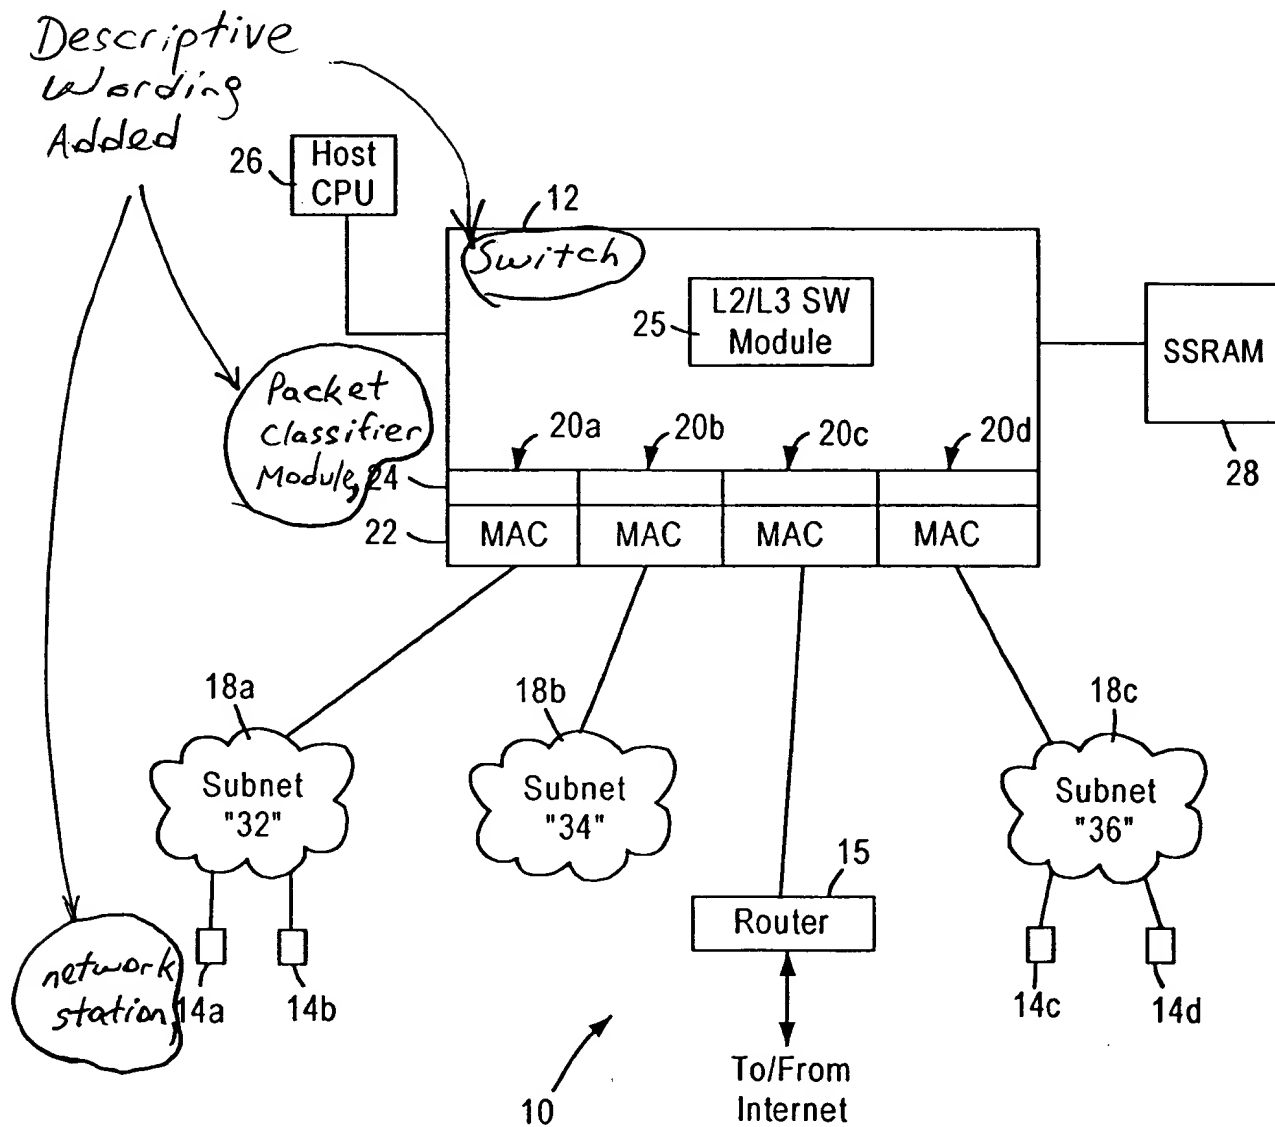 Descriptive
Wording
Added
26
Host
CPU
12
Switch
L2/L3 SW
Module
25
SSRAM
28
Packet
Classifier
Module, 24
20a
20b
20c
20d
22
MAC
MAC
MAC
MAC
18a
18b
18c
Subnet
"32"
Subnet
"34"
Subnet
"36"
15
Router
network
station, 14a
14b
14c
14d
To/From
Internet
10